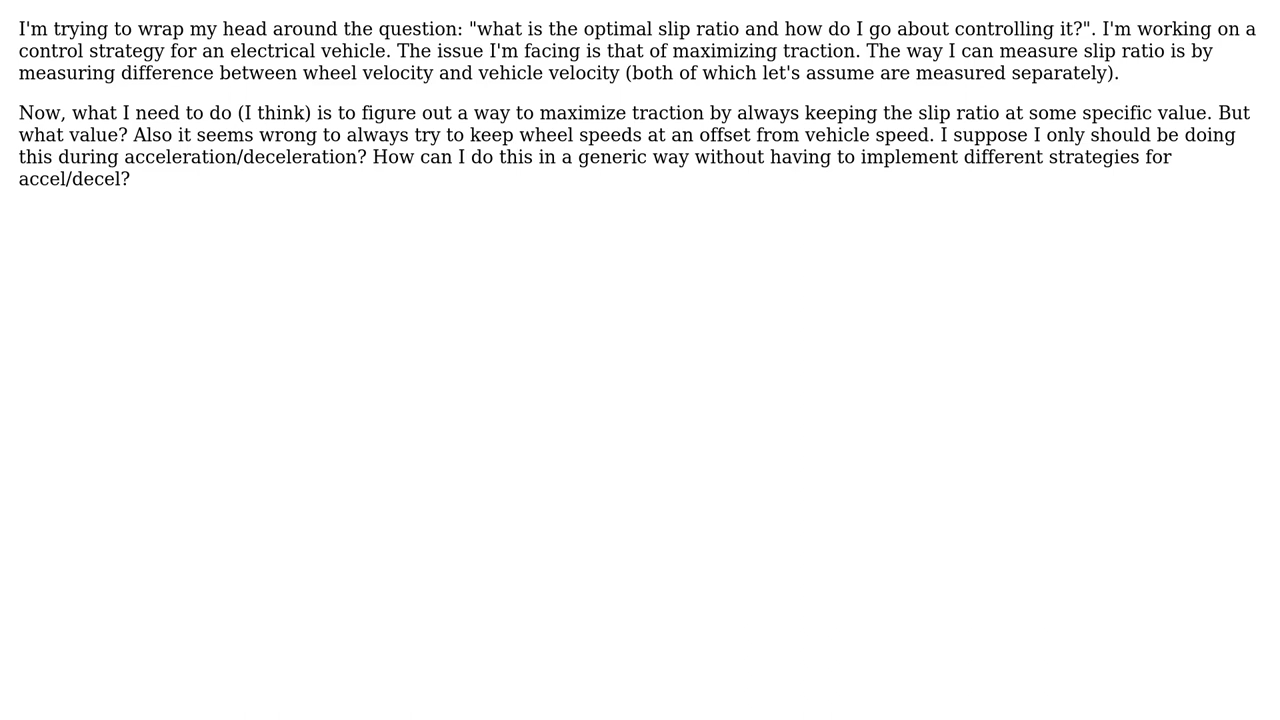 I'm trying to wrap my head around the question: "what is the optimal slip ratio and how do I go about controlling it?". I'm working on a
control strategy for an electrical vehicle. The issue I'm facing is that of maximizing traction. The way I can measure slip ratio is by
measuring difference between wheel velocity and vehicle velocity (both of which let's assume are measured separately).
Now, what I need to do (I think) is to figure out a way to maximize traction by always keeping the slip ratio at some specific value. But
what value? Also it seems wrong to always try to keep wheel speeds at an offset from vehicle speed. I suppose I only should be doing
this during acceleration/deceleration? How can I do this in a generic way without having to implement different strategies for
accel/decel?